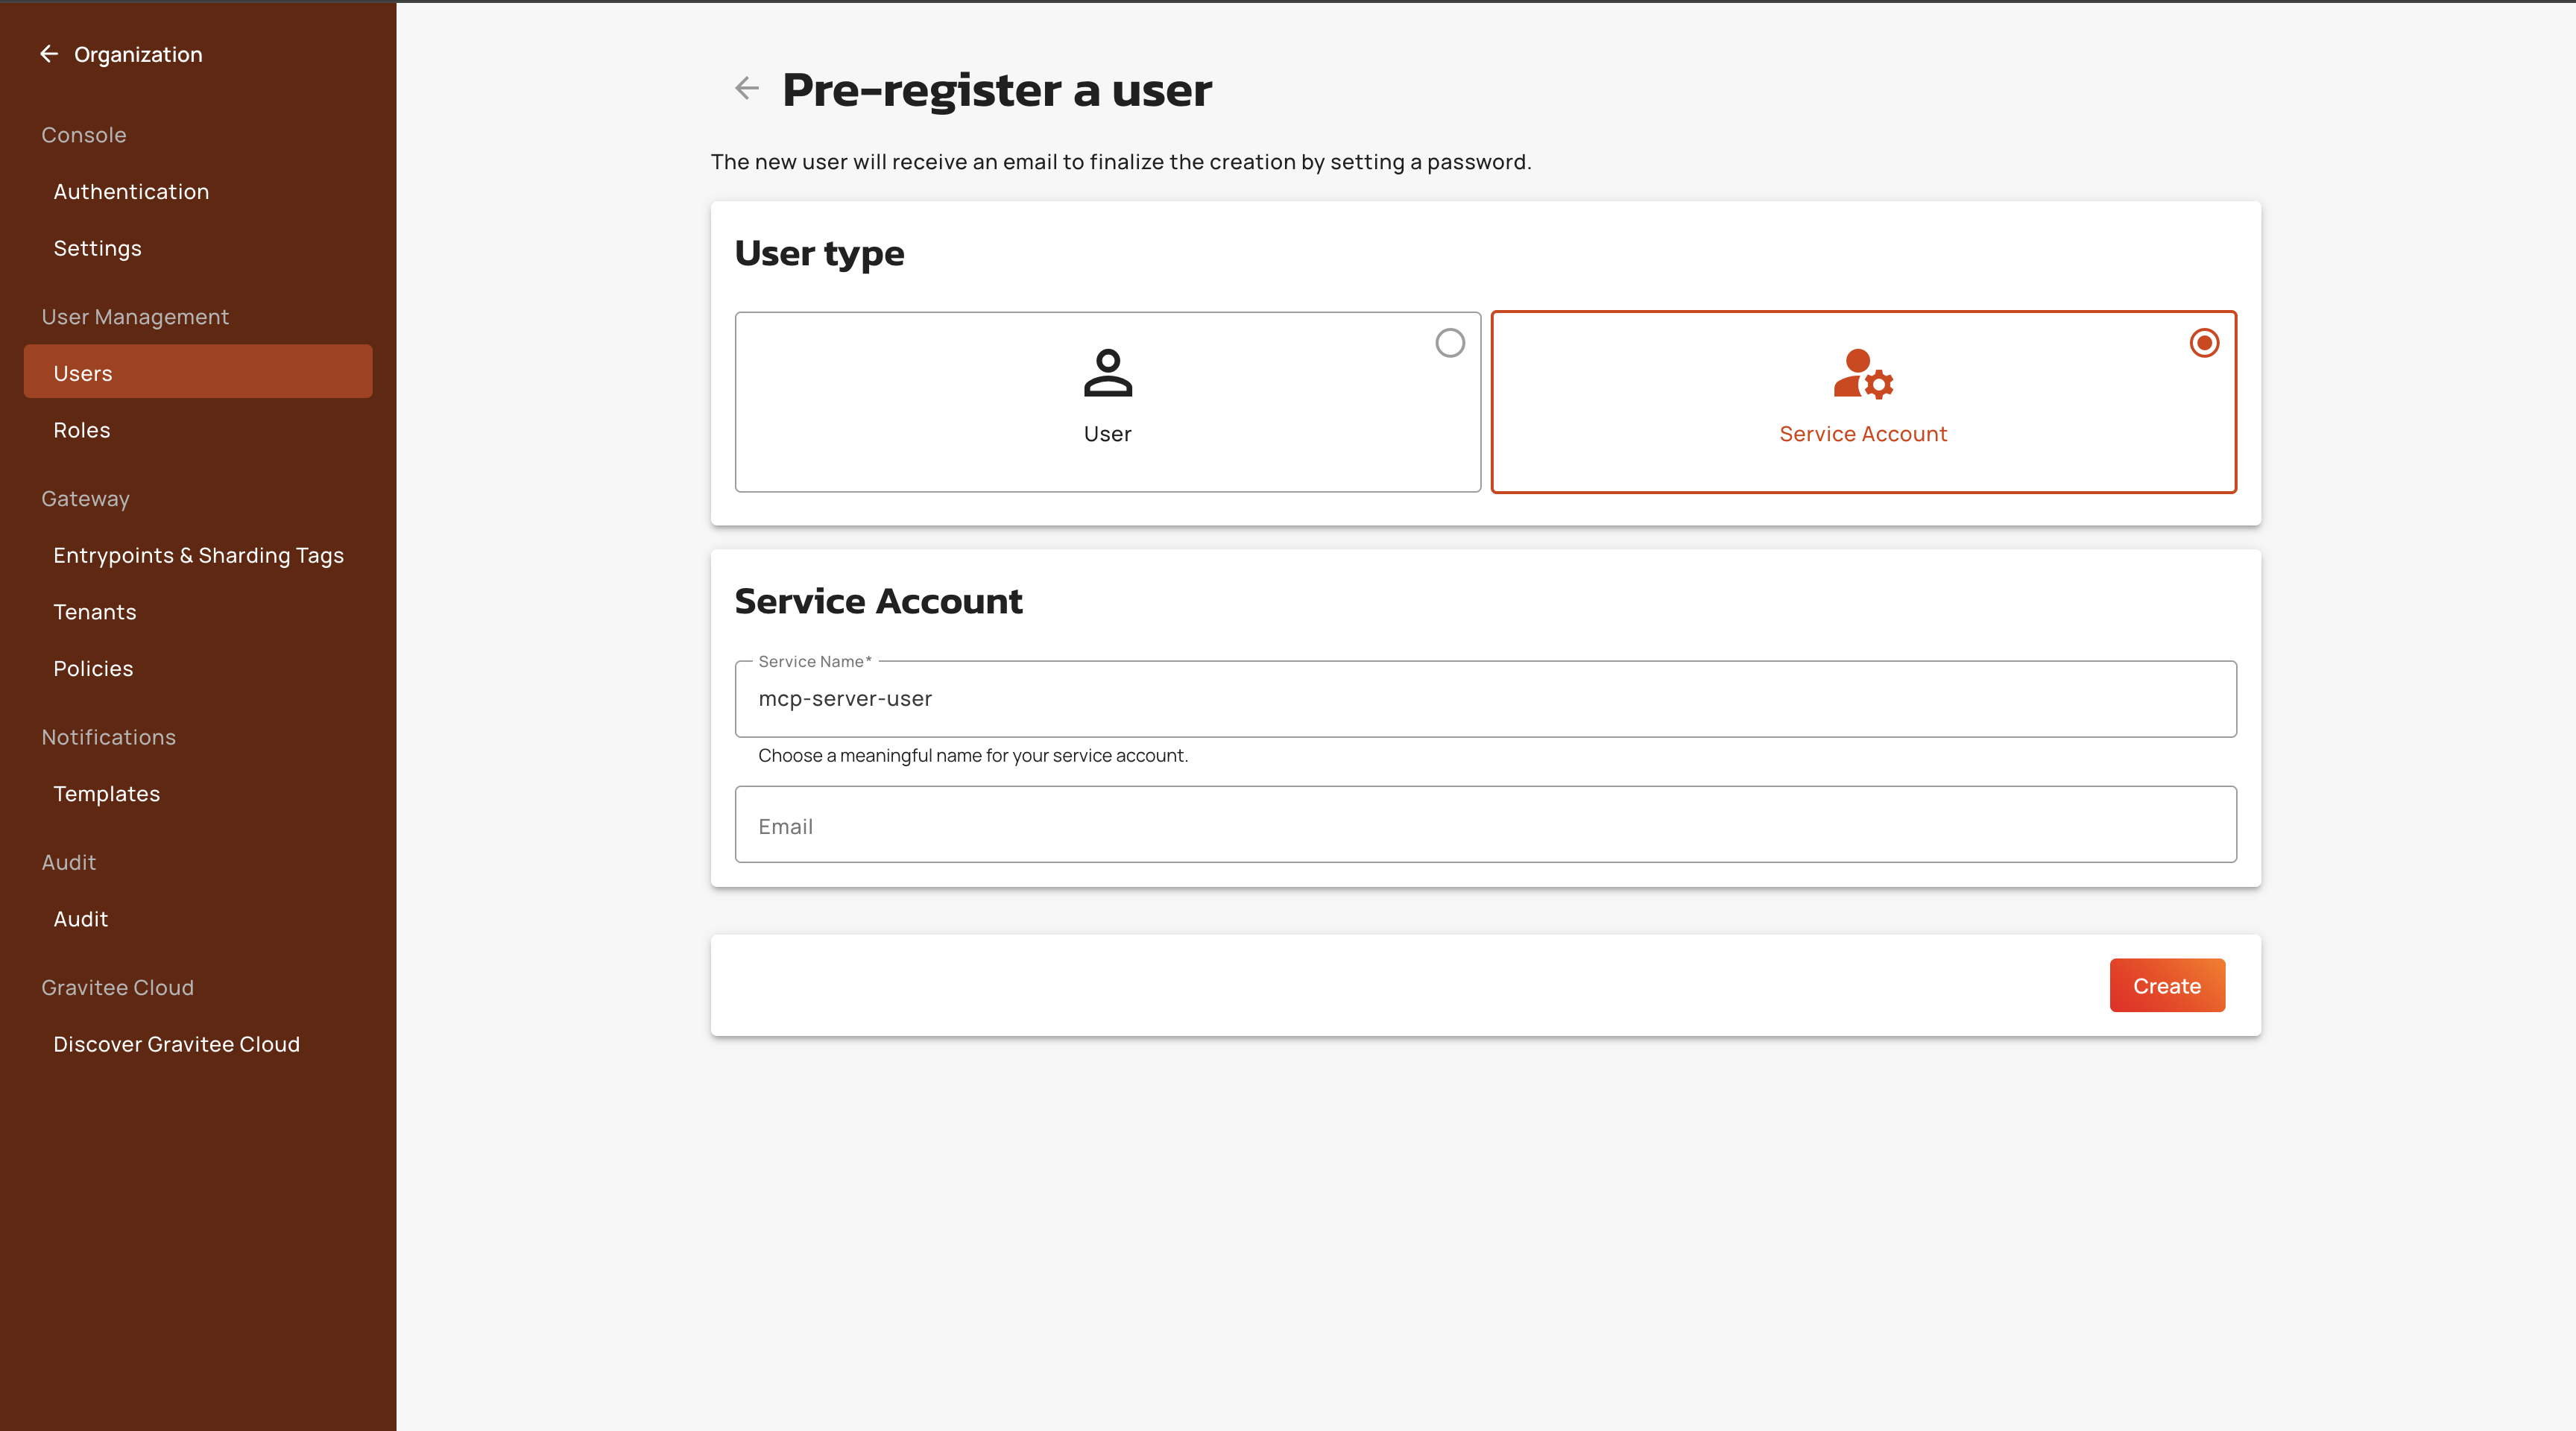 Organization
Console
Authentication
Settings
User Management
Users
Roles
Gateway
Entrypoints & Sharding Tags
Tenants
Policies
Notifications
Templates
Audit
Audit
Gravitee Cloud
Discover Gravitee Cloud
Pre-register a user
The new user will receive an email to finalize the creation by setting a password.
User type
User
Service Account
Service Account
Service Name*
mcp-server-user
Choose a meaningful name for your service account.
Email
Create